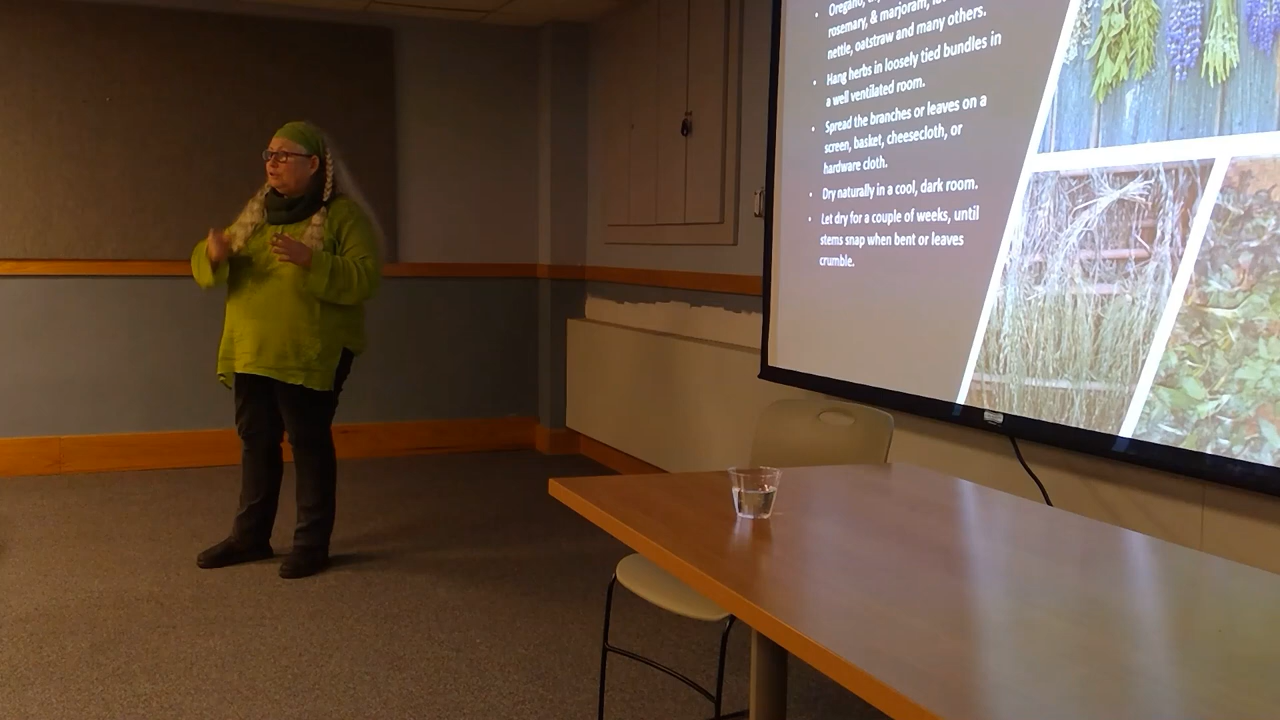 Oregano,
rosemary, & marjoram,
nettle, oatstraw and many others.
Hang herbs in loosely tied bundles in
a well ventilated room.
Spread the branches or leaves on a
screen, basket, cheesecloth, or
hardware cloth.
Dry naturally in a cool, dark room.
Let dry for a couple of weeks, until
stems snap when bent or leaves
crumble.